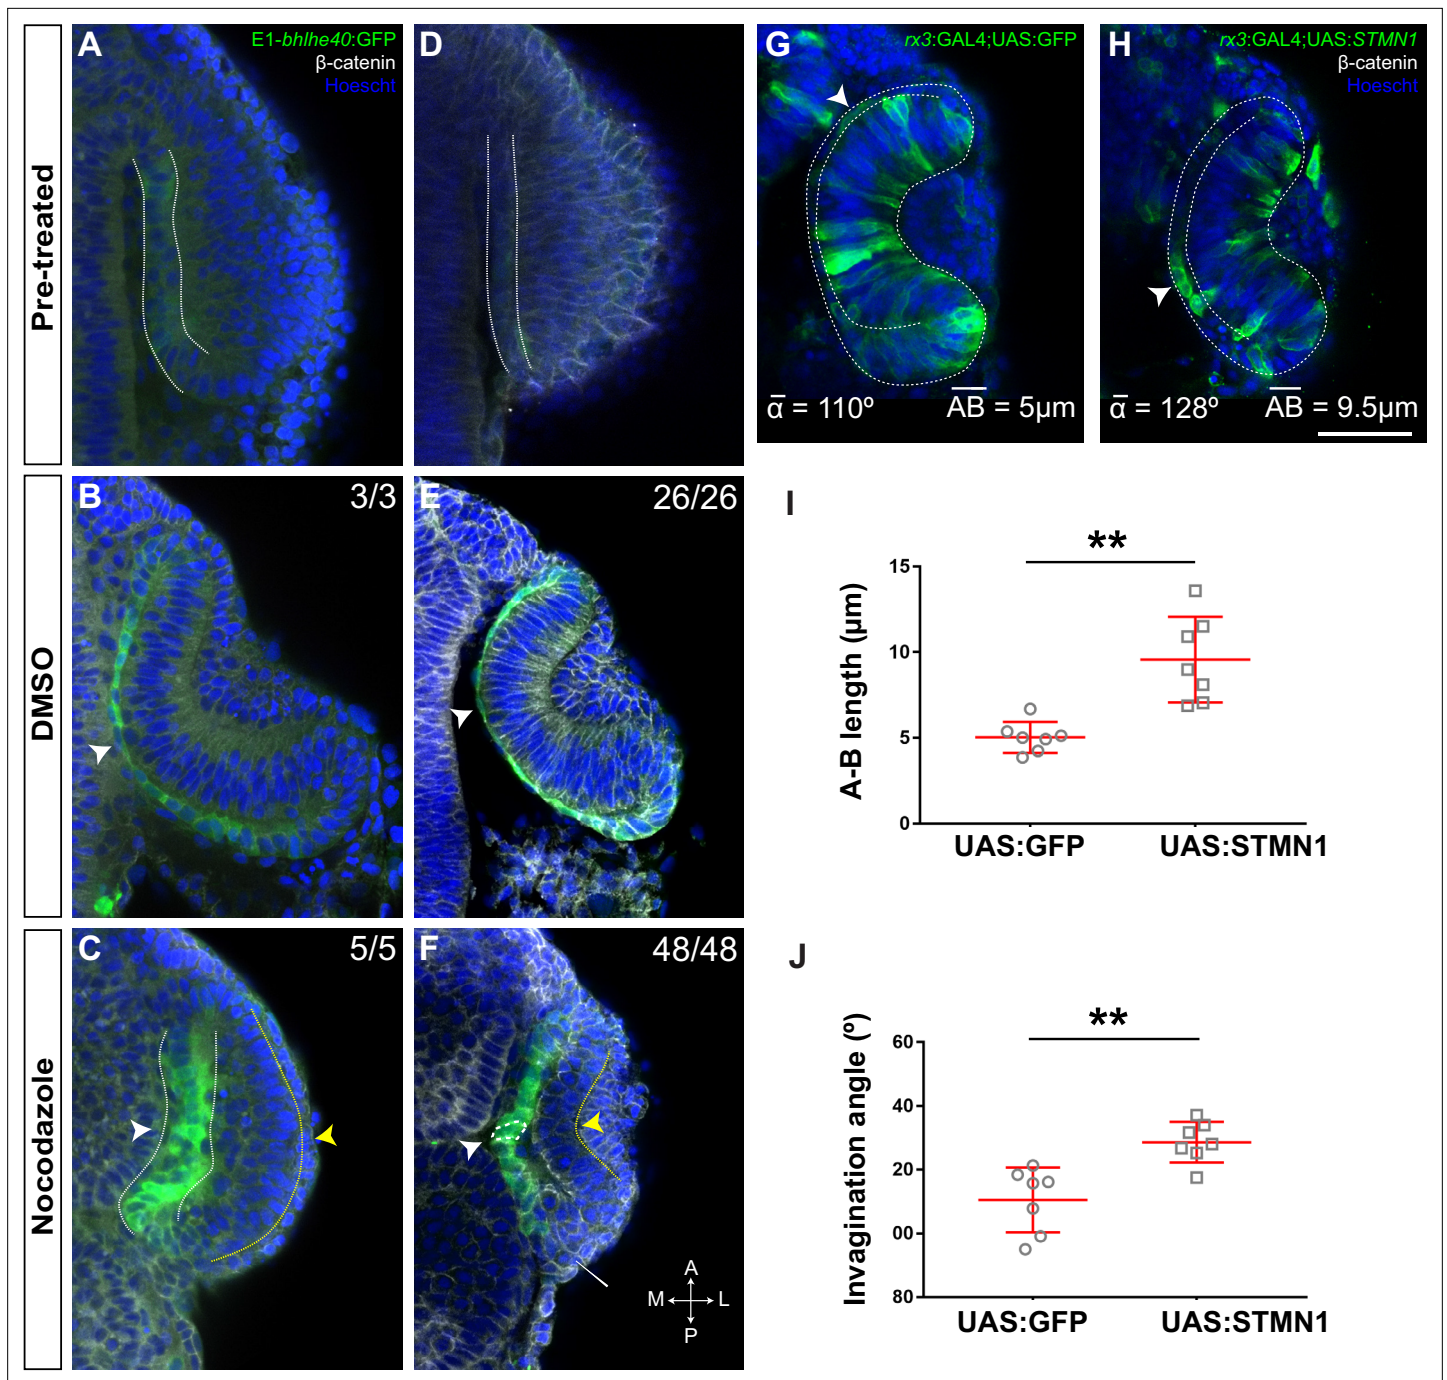 Pre-treated
A
E1-bhlhe40:GFP
β-catenin
Hoescht
D
G
rx3:GAL4;UAS:GFP
α = 110º
AB = 5µm
H
rx3:GAL4;UAS:STMN1
β-catenin
Hoescht
α = 128º
AB = 9.5µm
DMSO
B
3/3
E
26/26
Nocodazole
C
5/5
F
48/48
A
M
L
P
I
**
A-B length (µm)
15
10
5
0
UAS:GFP
UAS:STMN1
J
**
Invagination angle (º)
60
40
20
00
80
UAS:GFP
UAS:STMN1